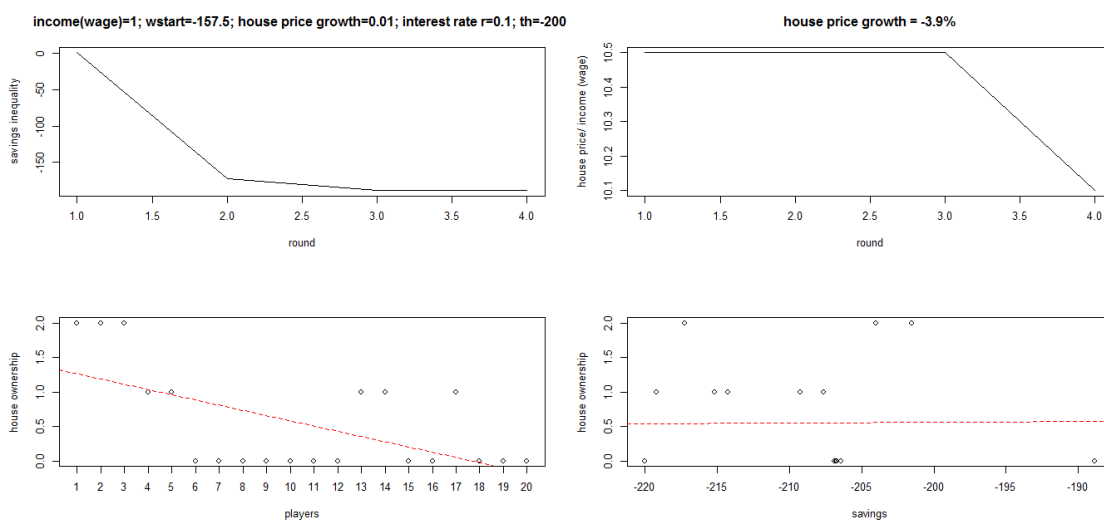 income(wage)=1; wstart=-157.5; house price growth=0.01; interest rate r=0.1; th=-200
savings inequality
0
-50
-100
-150
1.0 1.5 2.0 2.5 3.0 3.5 4.0
round
house price growth = -3.9%
house price/ income (wage)
10.5
10.4
10.3
10.2
10.1
1.0 1.5 2.0 2.5 3.0 3.5 4.0
round
house ownership
2.0
1.5
1.0
0.5
0.0
1 2 3 4 5 6 7 8 9 10 11 12 13 14 15 16 17 18 19 20
players
house ownership
2.0
1.5
1.0
0.5
0.0
-220 -215 -210 -205 -200 -195 -190
savings